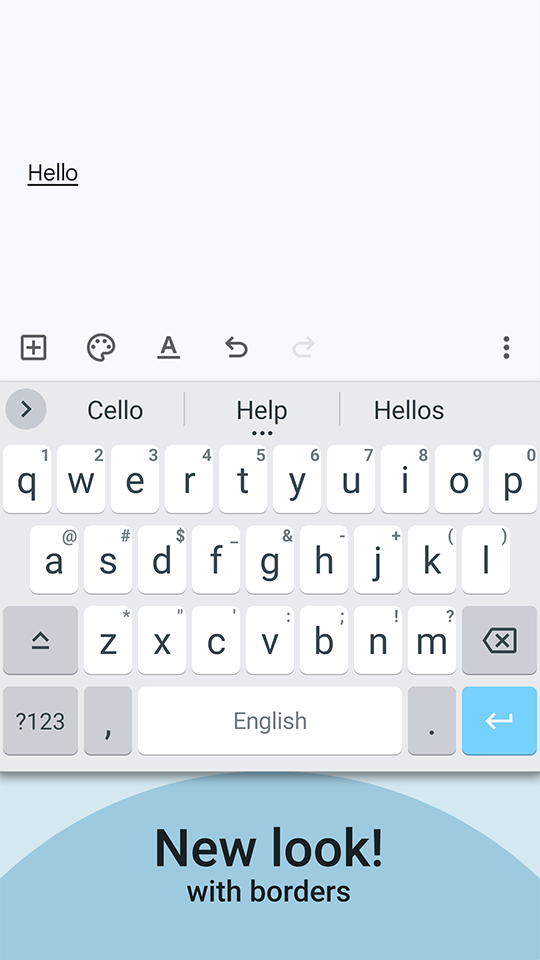 Hello
A
Cello Help Hellos
1 2 3 4 5 6 7 8 9 0
q w e r t y u i o p
@ # $ _ & - + ( )
a s d f g h j k l
* " ' : ; ! ?
z x c v b n m
?123 , English .
New look!
with borders